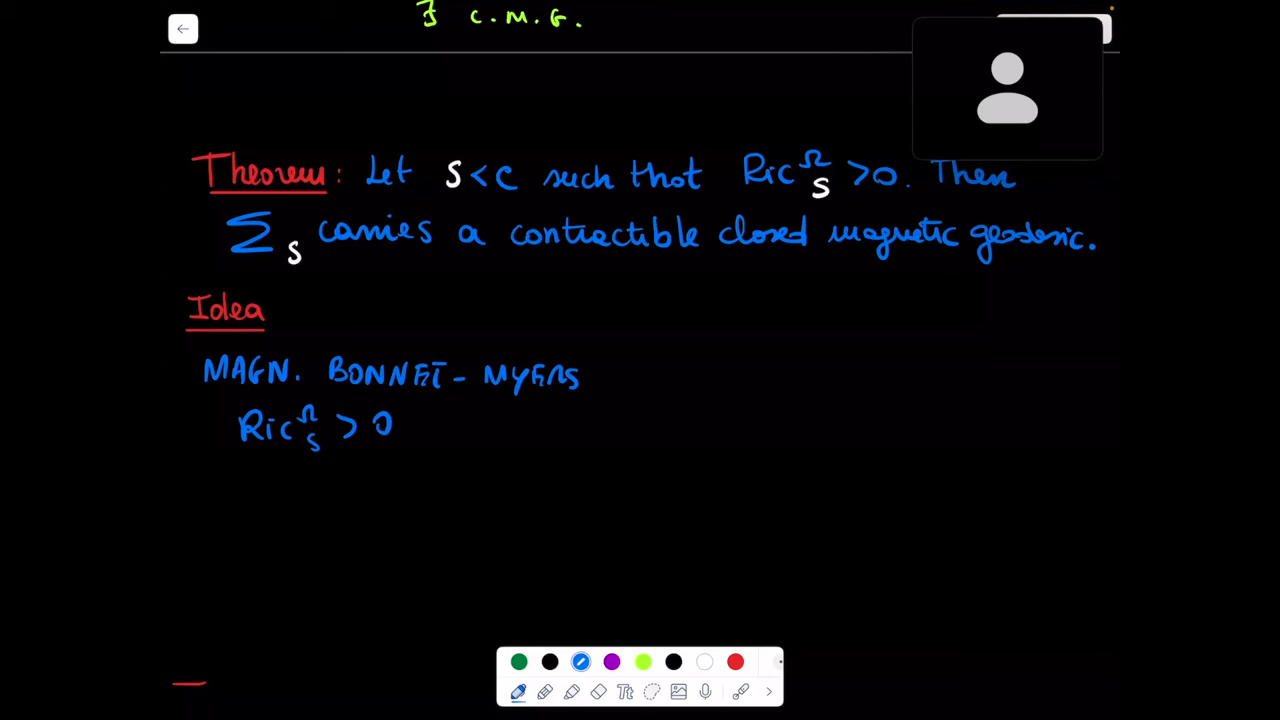 ∃ C.M.G.
Theorem: Let s < c such that Ric^Ω_s > 0. Then
Σ_s carries a contractible closed magnetic geodesic.
Idea
MAGN. BONNET - MYERS
Ric^Ω_s > 0
Tt